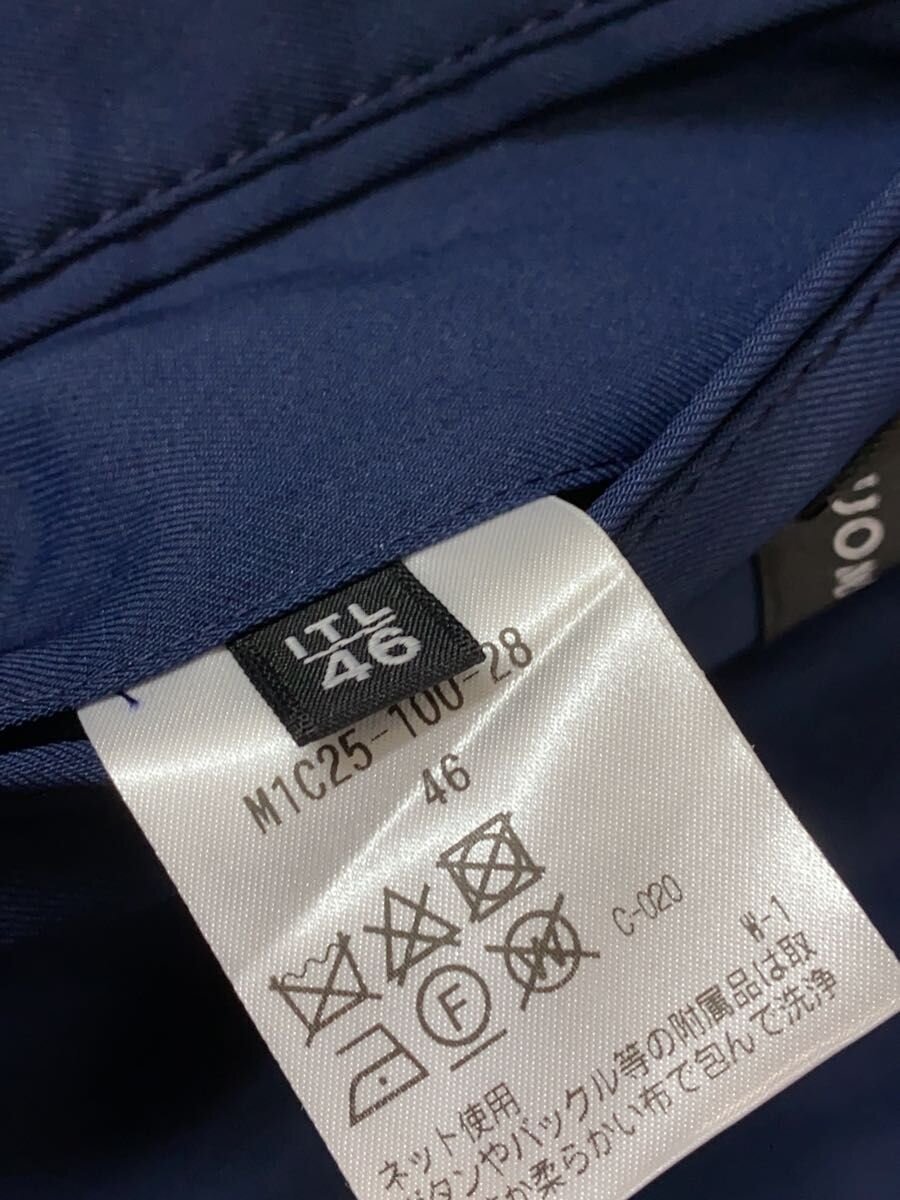 ITL
46
M1C25-100-28
46
C-020
W-1
F
W
ネット使用
ボタンやバックル等の附属品は取
か柔らかい布で包んで洗浄